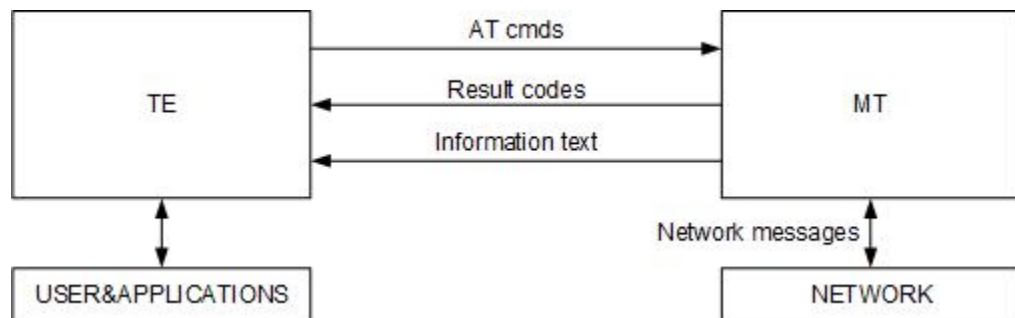 AT cmds
TE
Result codes
MT
Information text
Network messages
USER&APPLICATIONS
NETWORK